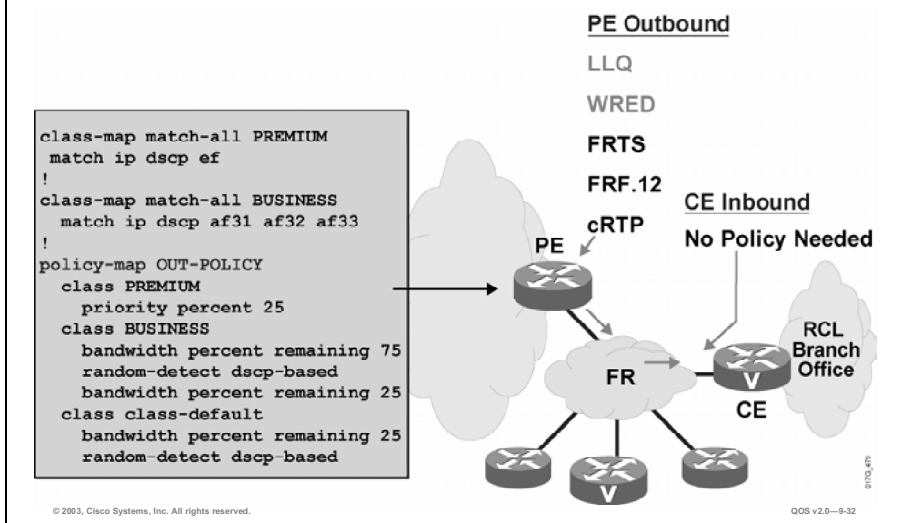 PE Outbound
LLQ
WRED
FRTS
FRF.12
cRTP
class-map match-all PREMIUM
match ip dscp ef
!
class-map match-all BUSINESS
match ip dscp af31 af32 af33
!
policy-map OUT-POLICY
class PREMIUM
priority percent 25
class BUSINESS
bandwidth percent remaining 75
random-detect dscp-based
bandwidth percent remaining 25
class class-default
bandwidth percent remaining 25
random-detect dscp-based
CE Inbound
No Policy Needed
PE
FR
V
CE
RCL
Branch
Office
V
017G_479
© 2003, Cisco Systems, Inc. All rights reserved.
QOS v2.0—9-32